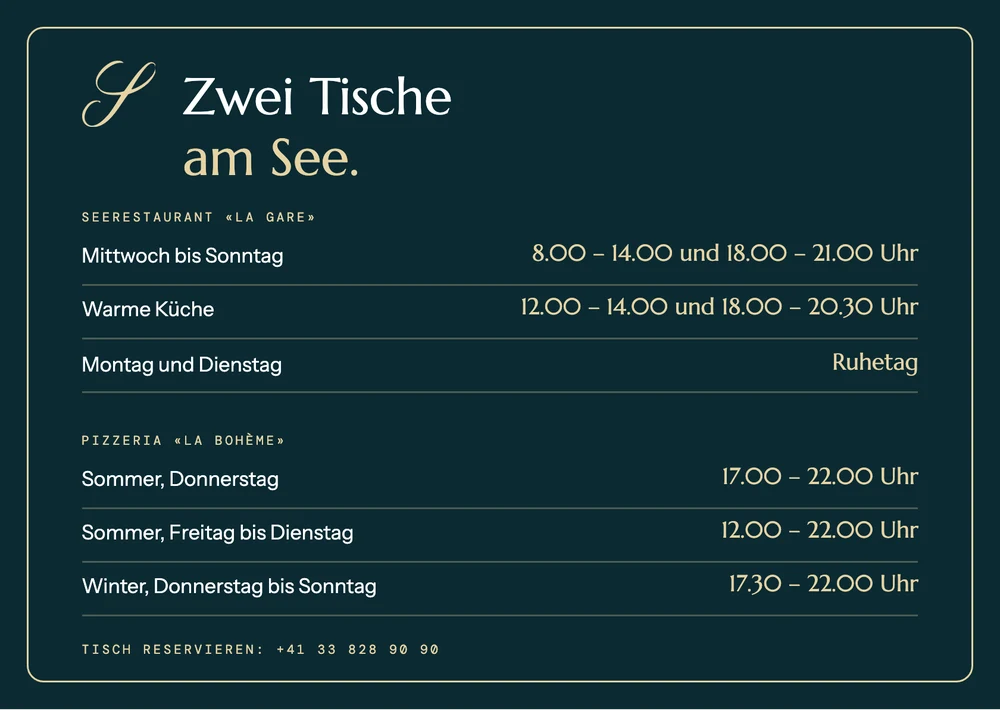 S
Zwei Tische
am See.
SEERESTAURANT «LA GARE»
Mittwoch bis Sonntag 8.00 – 14.00 und 18.00 – 21.00 Uhr
Warme Küche 12.00 – 14.00 und 18.00 – 20.30 Uhr
Montag und Dienstag Ruhetag
PIZZERIA «LA BOHÈME»
Sommer, Donnerstag 17.00 – 22.00 Uhr
Sommer, Freitag bis Dienstag 12.00 – 22.00 Uhr
Winter, Donnerstag bis Sonntag 17.30 – 22.00 Uhr
TISCH RESERVIEREN: +41 33 828 90 90